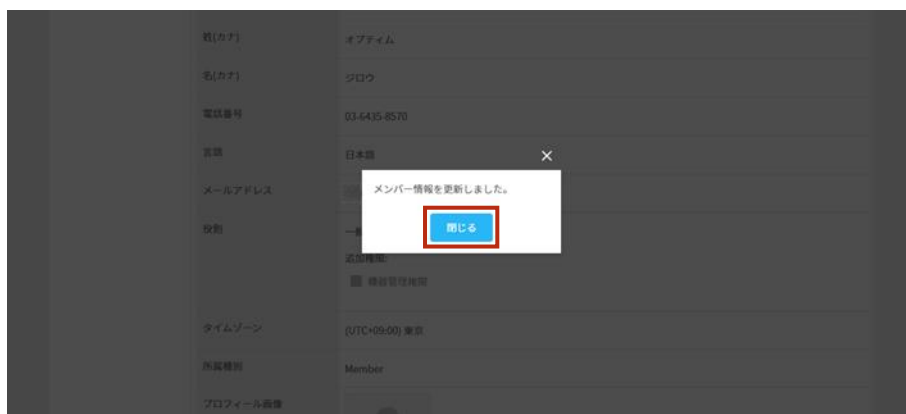 姓(カナ)
オプティム
名(カナ)
ジロウ
電話番号
03-6435-8570
言語
日本語
×
メールアドレス
メンバー情報を更新しました。
役割
一般
閉じる
追加権限:
機器管理権限
タイムゾーン
(UTC+09:00) 東京
所属種別
Member
プロフィール画像